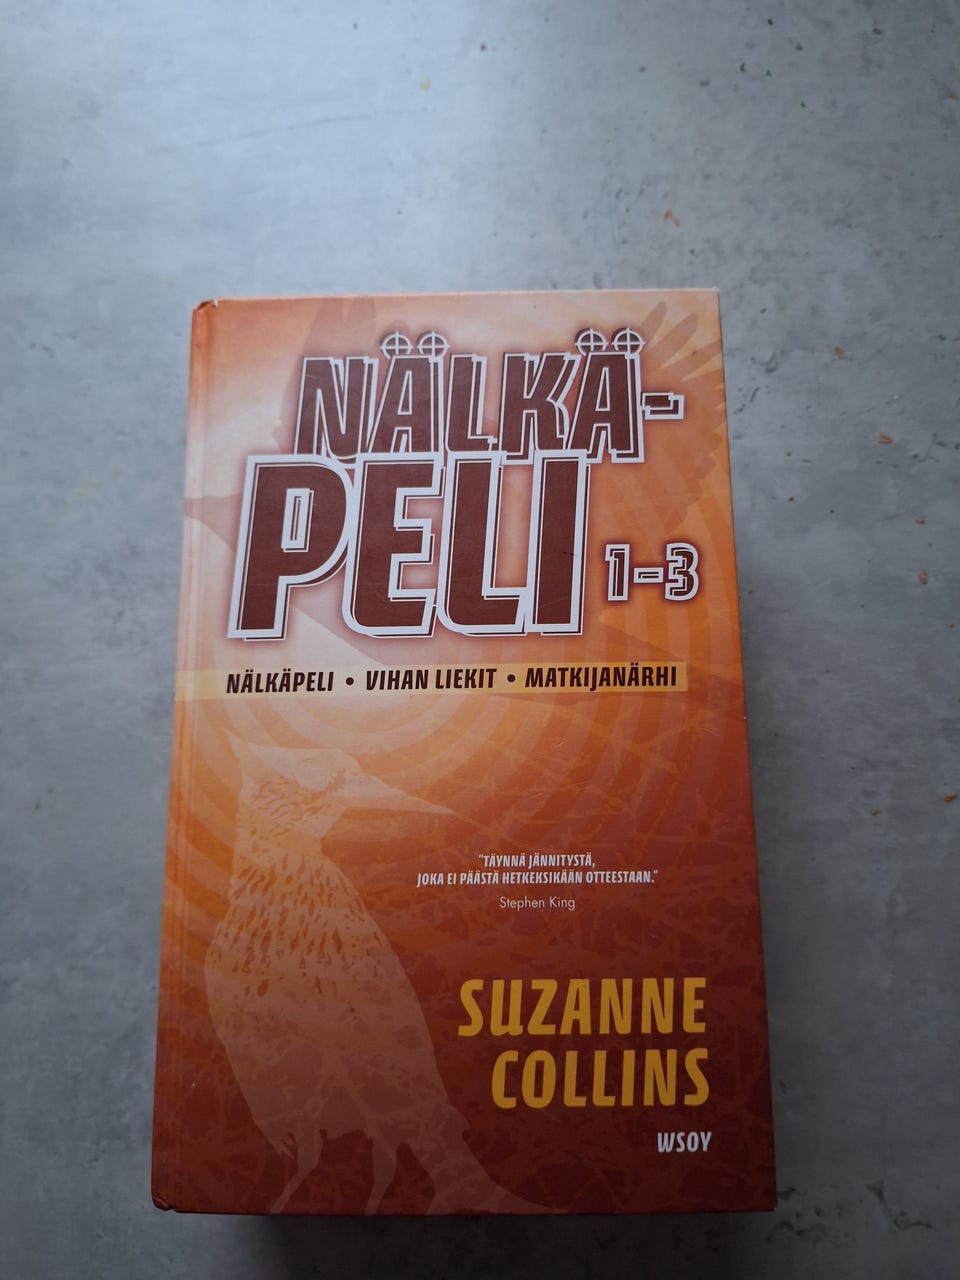 NÄLKÄ-
PELI 1–3
NÄLKÄPELI • VIHAN LIEKIT • MATKIJANÄRHI
"TÄYNNÄ JÄNNITYSTÄ,
JOKA EI PÄÄSTÄ HETKEKSIKÄÄN OTTEESTAAN."
Stephen King
SUZANNE
COLLINS
WSOY